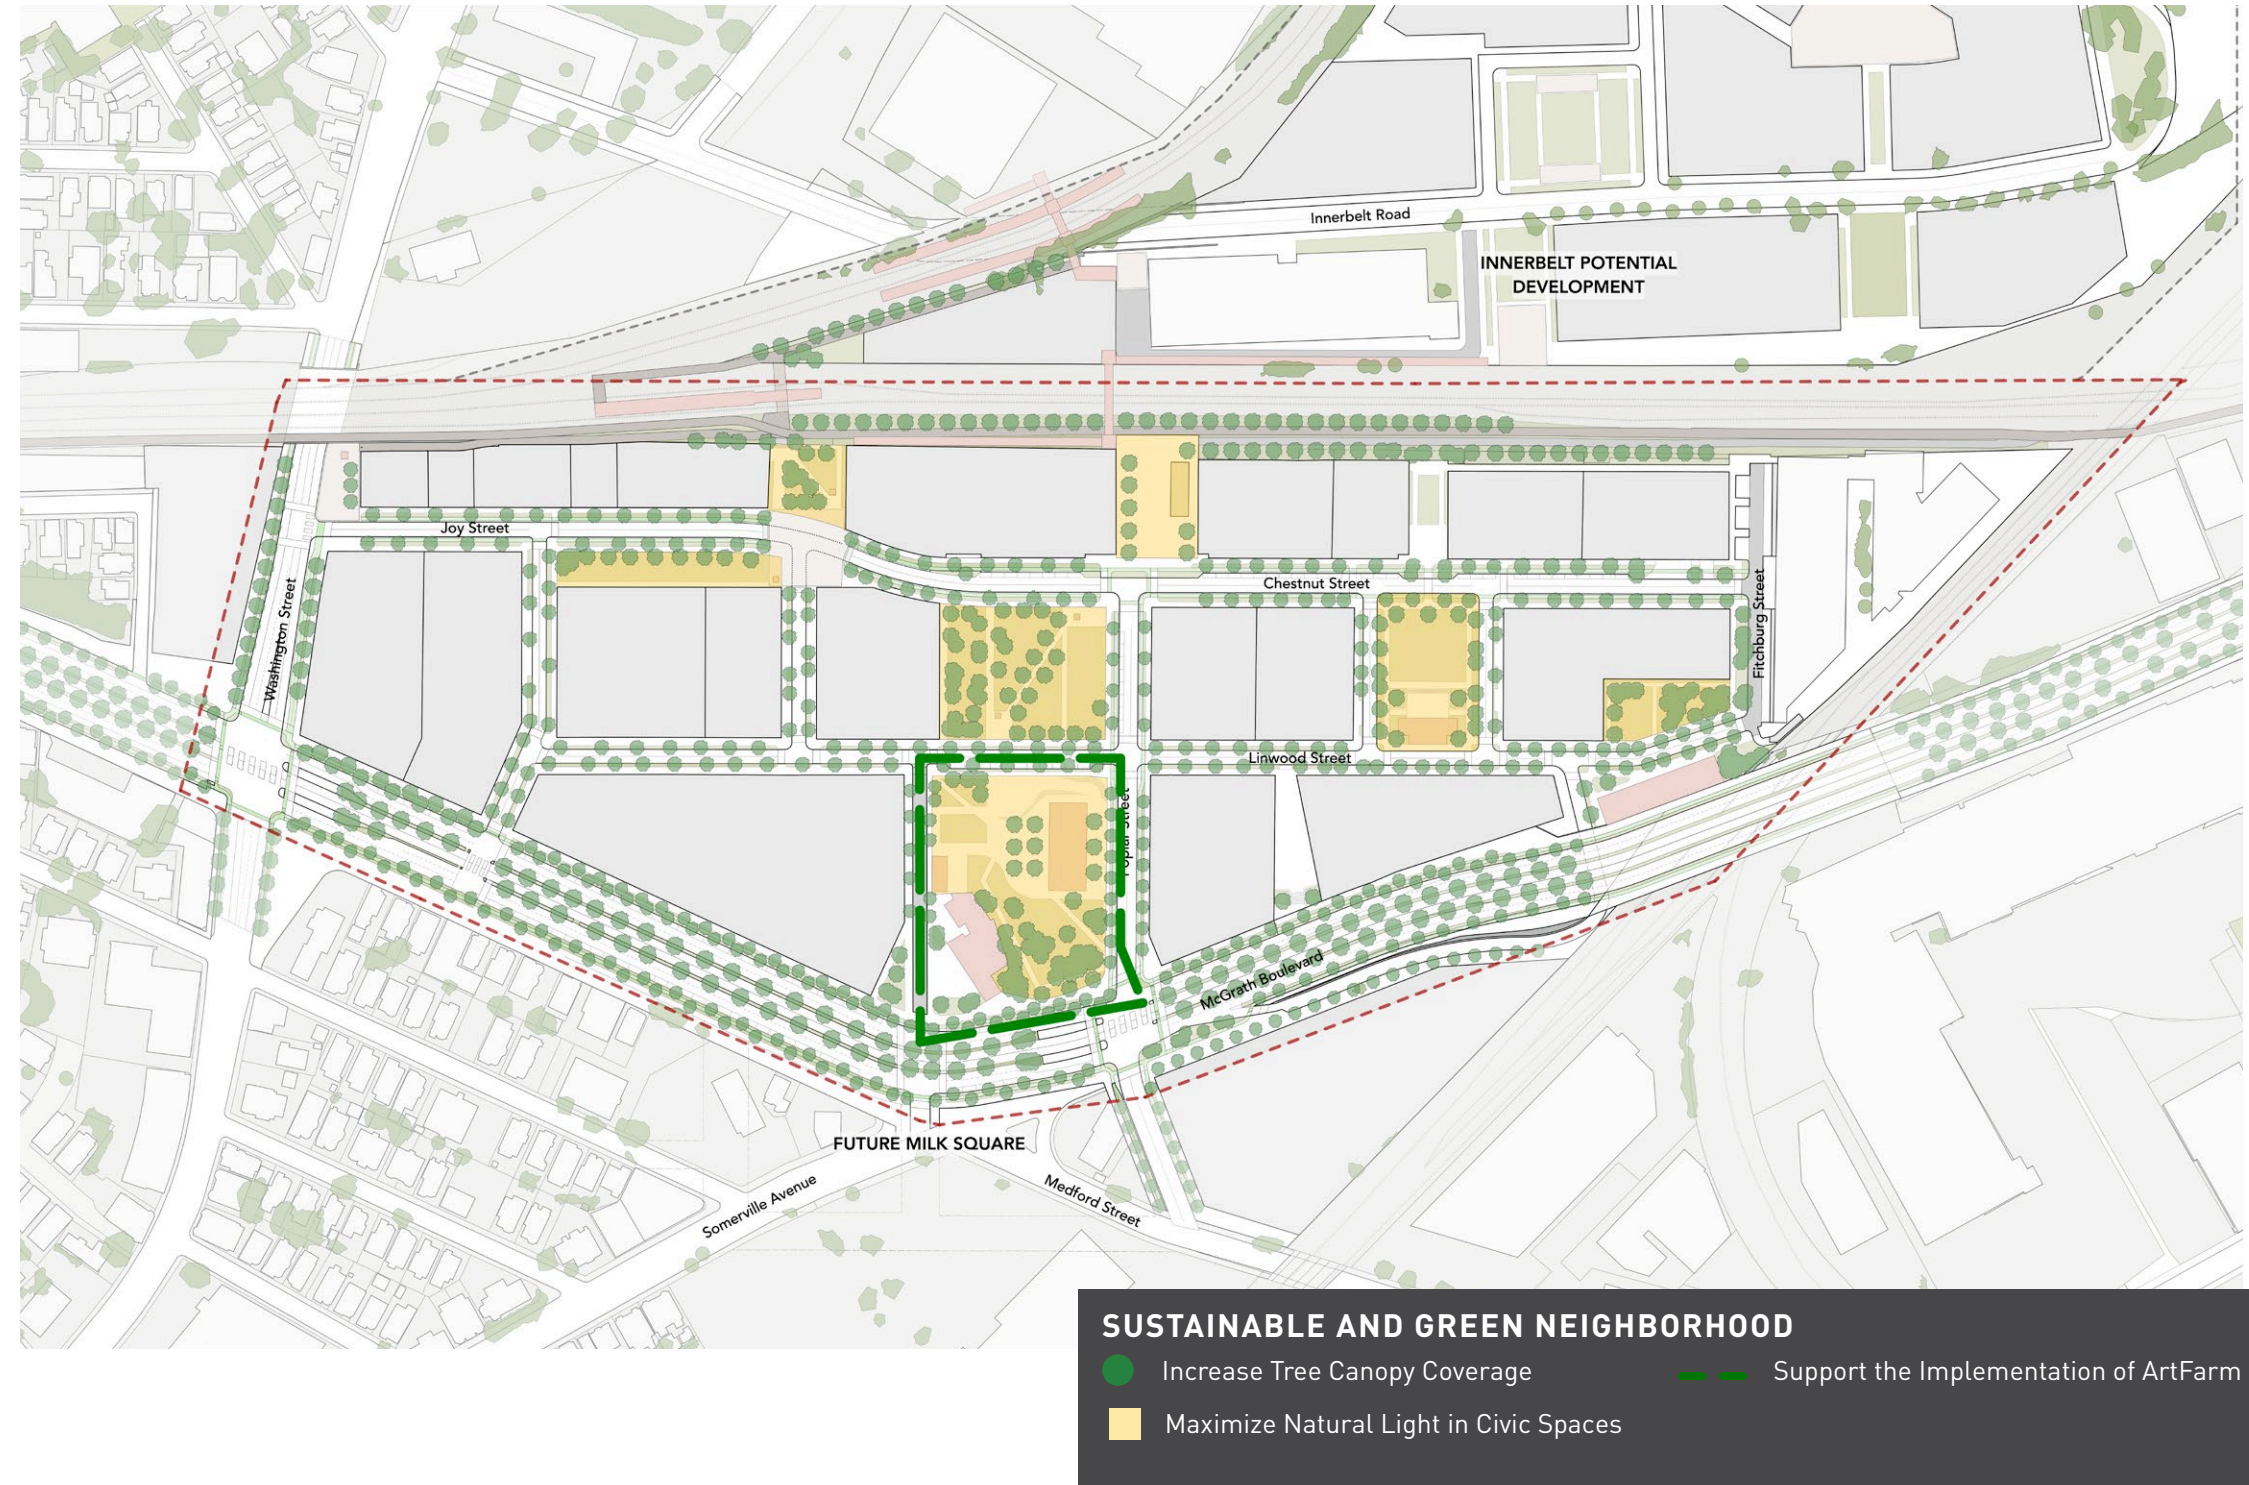 Innerbelt Road
INNERBELT POTENTIAL
DEVELOPMENT
Joy Street
Chestnut Street
Washington Street
Fitchburg Street
Linwood Street
Poplar Street
McGrath Boulevard
FUTURE MILK SQUARE
Somerville Avenue
Medford Street
SUSTAINABLE AND GREEN NEIGHBORHOOD
Increase Tree Canopy Coverage
Support the Implementation of ArtFarm
Maximize Natural Light in Civic Spaces